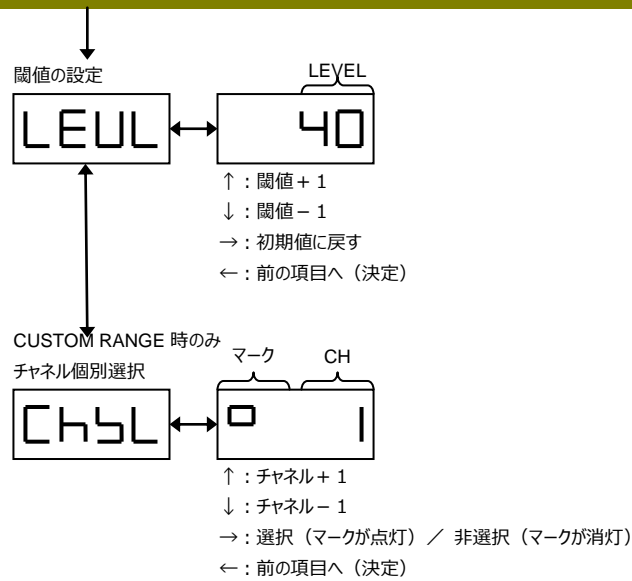 閾値の設定
LEVEL
LEUL
40
↑：閾値＋1
↓：閾値－1
→：初期値に戻す
←：前の項目へ（決定）
CUSTOM RANGE 時のみ
チャネル個別選択
マーク CH
ChSL
1
↑：チャネル＋1
↓：チャネル－1
→：選択（マークが点灯）／ 非選択（マークが消灯）
←：前の項目へ（決定）